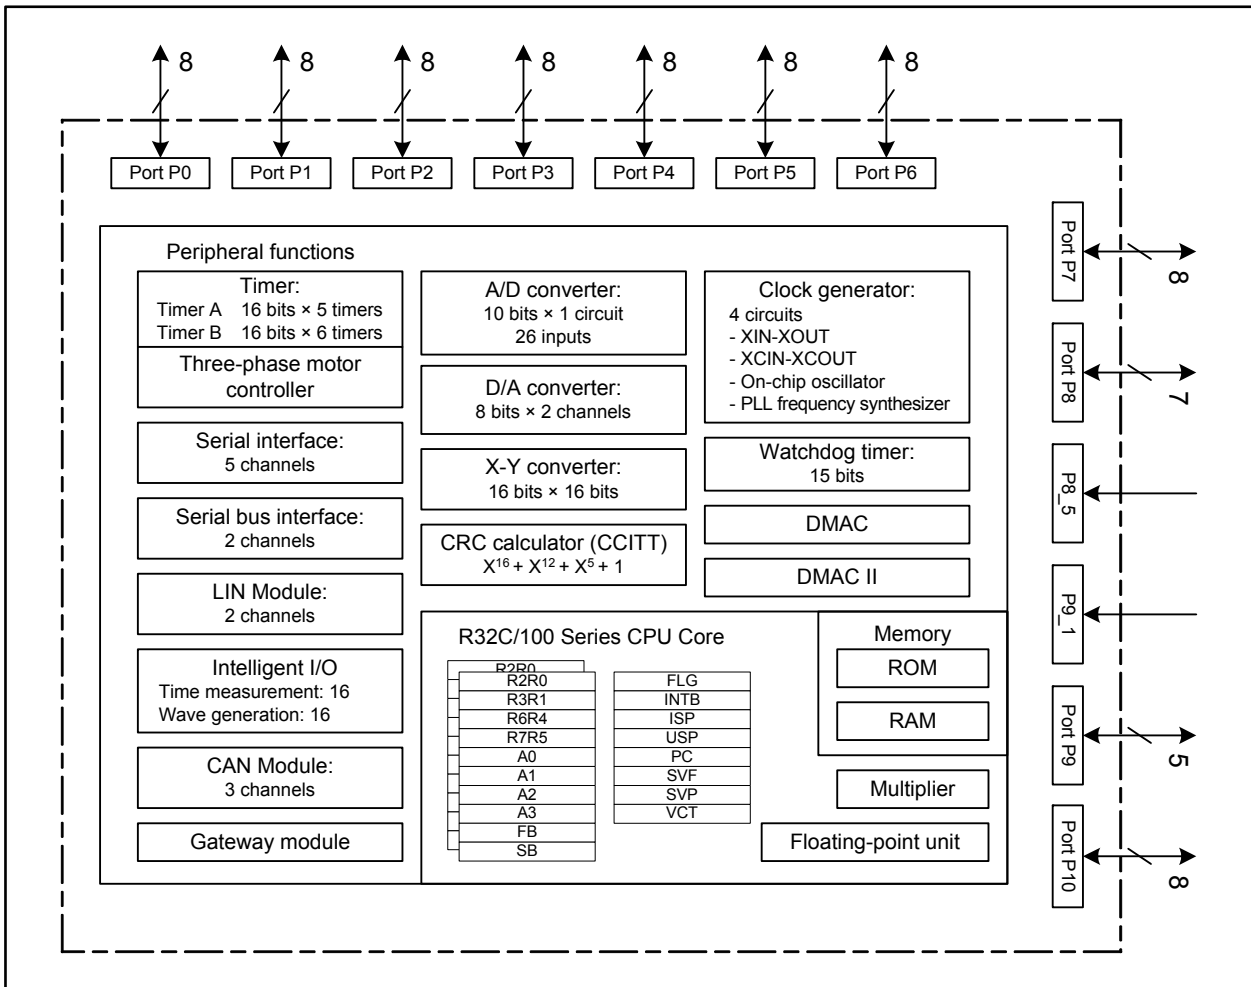 8 8 8 8 8 8 8
Port P0 Port P1 Port P2 Port P3 Port P4 Port P5 Port P6
Peripheral functions
Timer:
Timer A 16 bits × 5 timers
Timer B 16 bits × 6 timers
Three-phase motor
controller
Serial interface:
5 channels
Serial bus interface:
2 channels
LIN Module:
2 channels
Intelligent I/O
Time measurement: 16
Wave generation: 16
CAN Module:
3 channels
Gateway module
A/D converter:
10 bits × 1 circuit
26 inputs
D/A converter:
8 bits × 2 channels
X-Y converter:
16 bits × 16 bits
CRC calculator (CCITT)
X¹⁶ + X¹² + X⁵ + 1
Clock generator:
4 circuits
- XIN-XOUT
- XCIN-XCOUT
- On-chip oscillator
- PLL frequency synthesizer
Watchdog timer:
15 bits
DMAC
DMAC II
R32C/100 Series CPU Core
R2R0
R2R0
R3R1
R6R4
R7R5
A0
A1
A2
A3
FB
SB
FLG
INTB
ISP
USP
PC
SVF
SVP
VCT
Memory
ROM
RAM
Multiplier
Floating-point unit
Port P7
8
Port P8
7
P8_5
P9_1
Port P9
5
Port P10
8